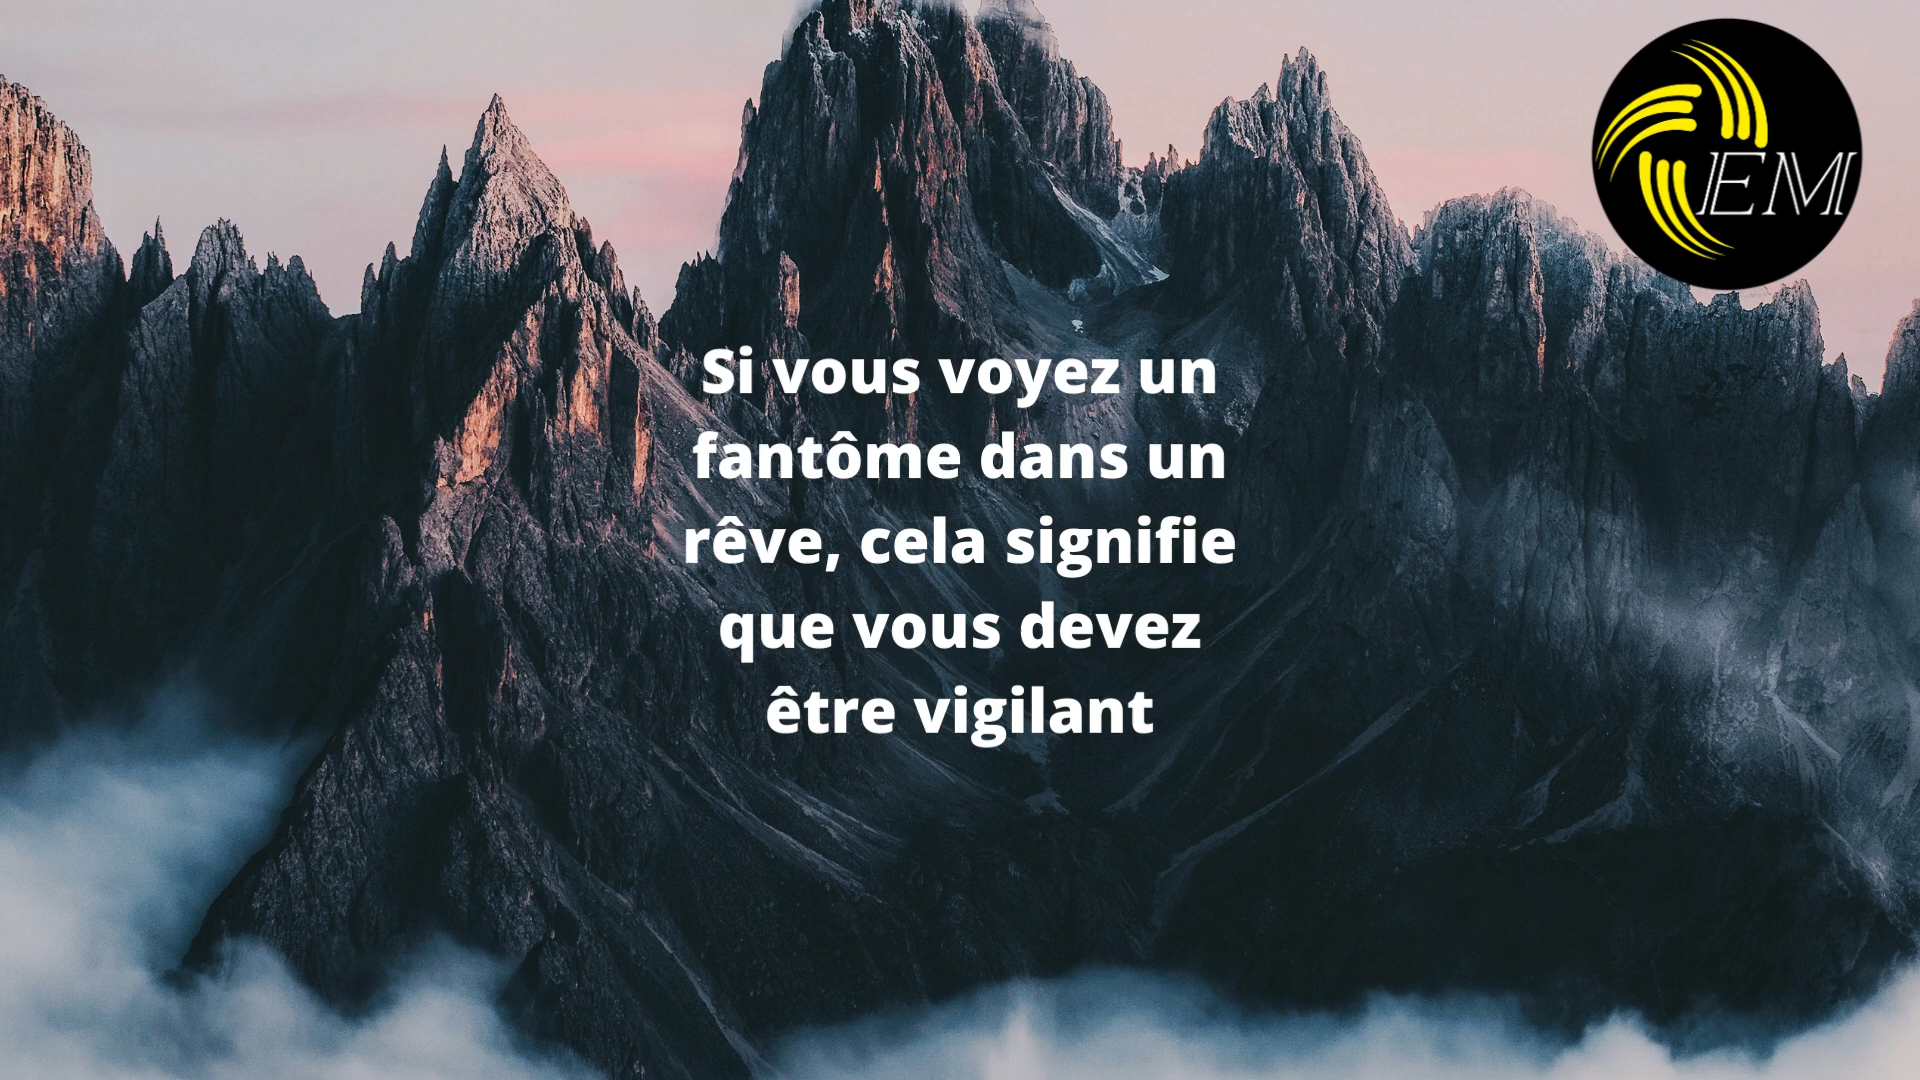 EM
Si vous voyez un
fantôme dans un
rêve, cela signifie
que vous devez
être vigilant